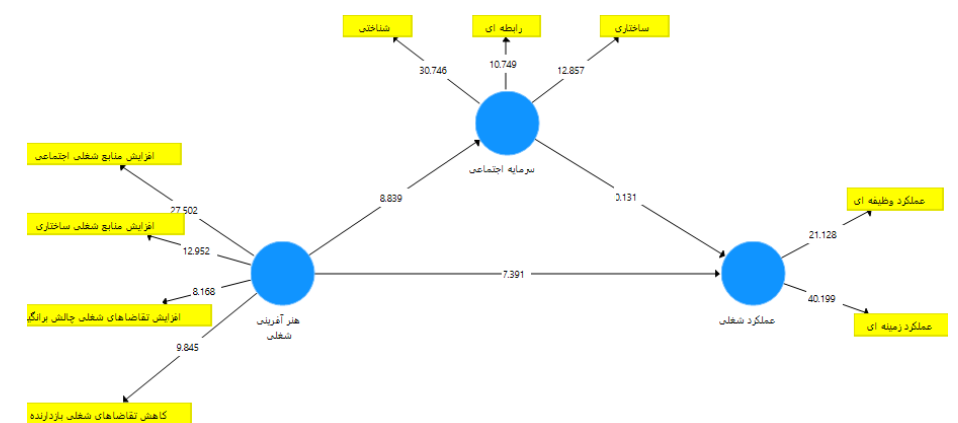 شناختی
رابطه ای
ساختاری
30.746
10.749
12.857
سرمایه اجتماعی
افزایش منابع شغلی اجتماعی
27.502
افزایش منابع شغلی ساختاری
12.952
8.168
افزایش تقاضاهای شغلی چالش
9.845
کاهش تقاضاهای شغلی بازدارنده
هنر آفرینی
شغلی
8.839
0.131
7.391
عملکرد شغلی
عملکرد وظیفه ای
21.128
40.199
عملکرد زمینه ای